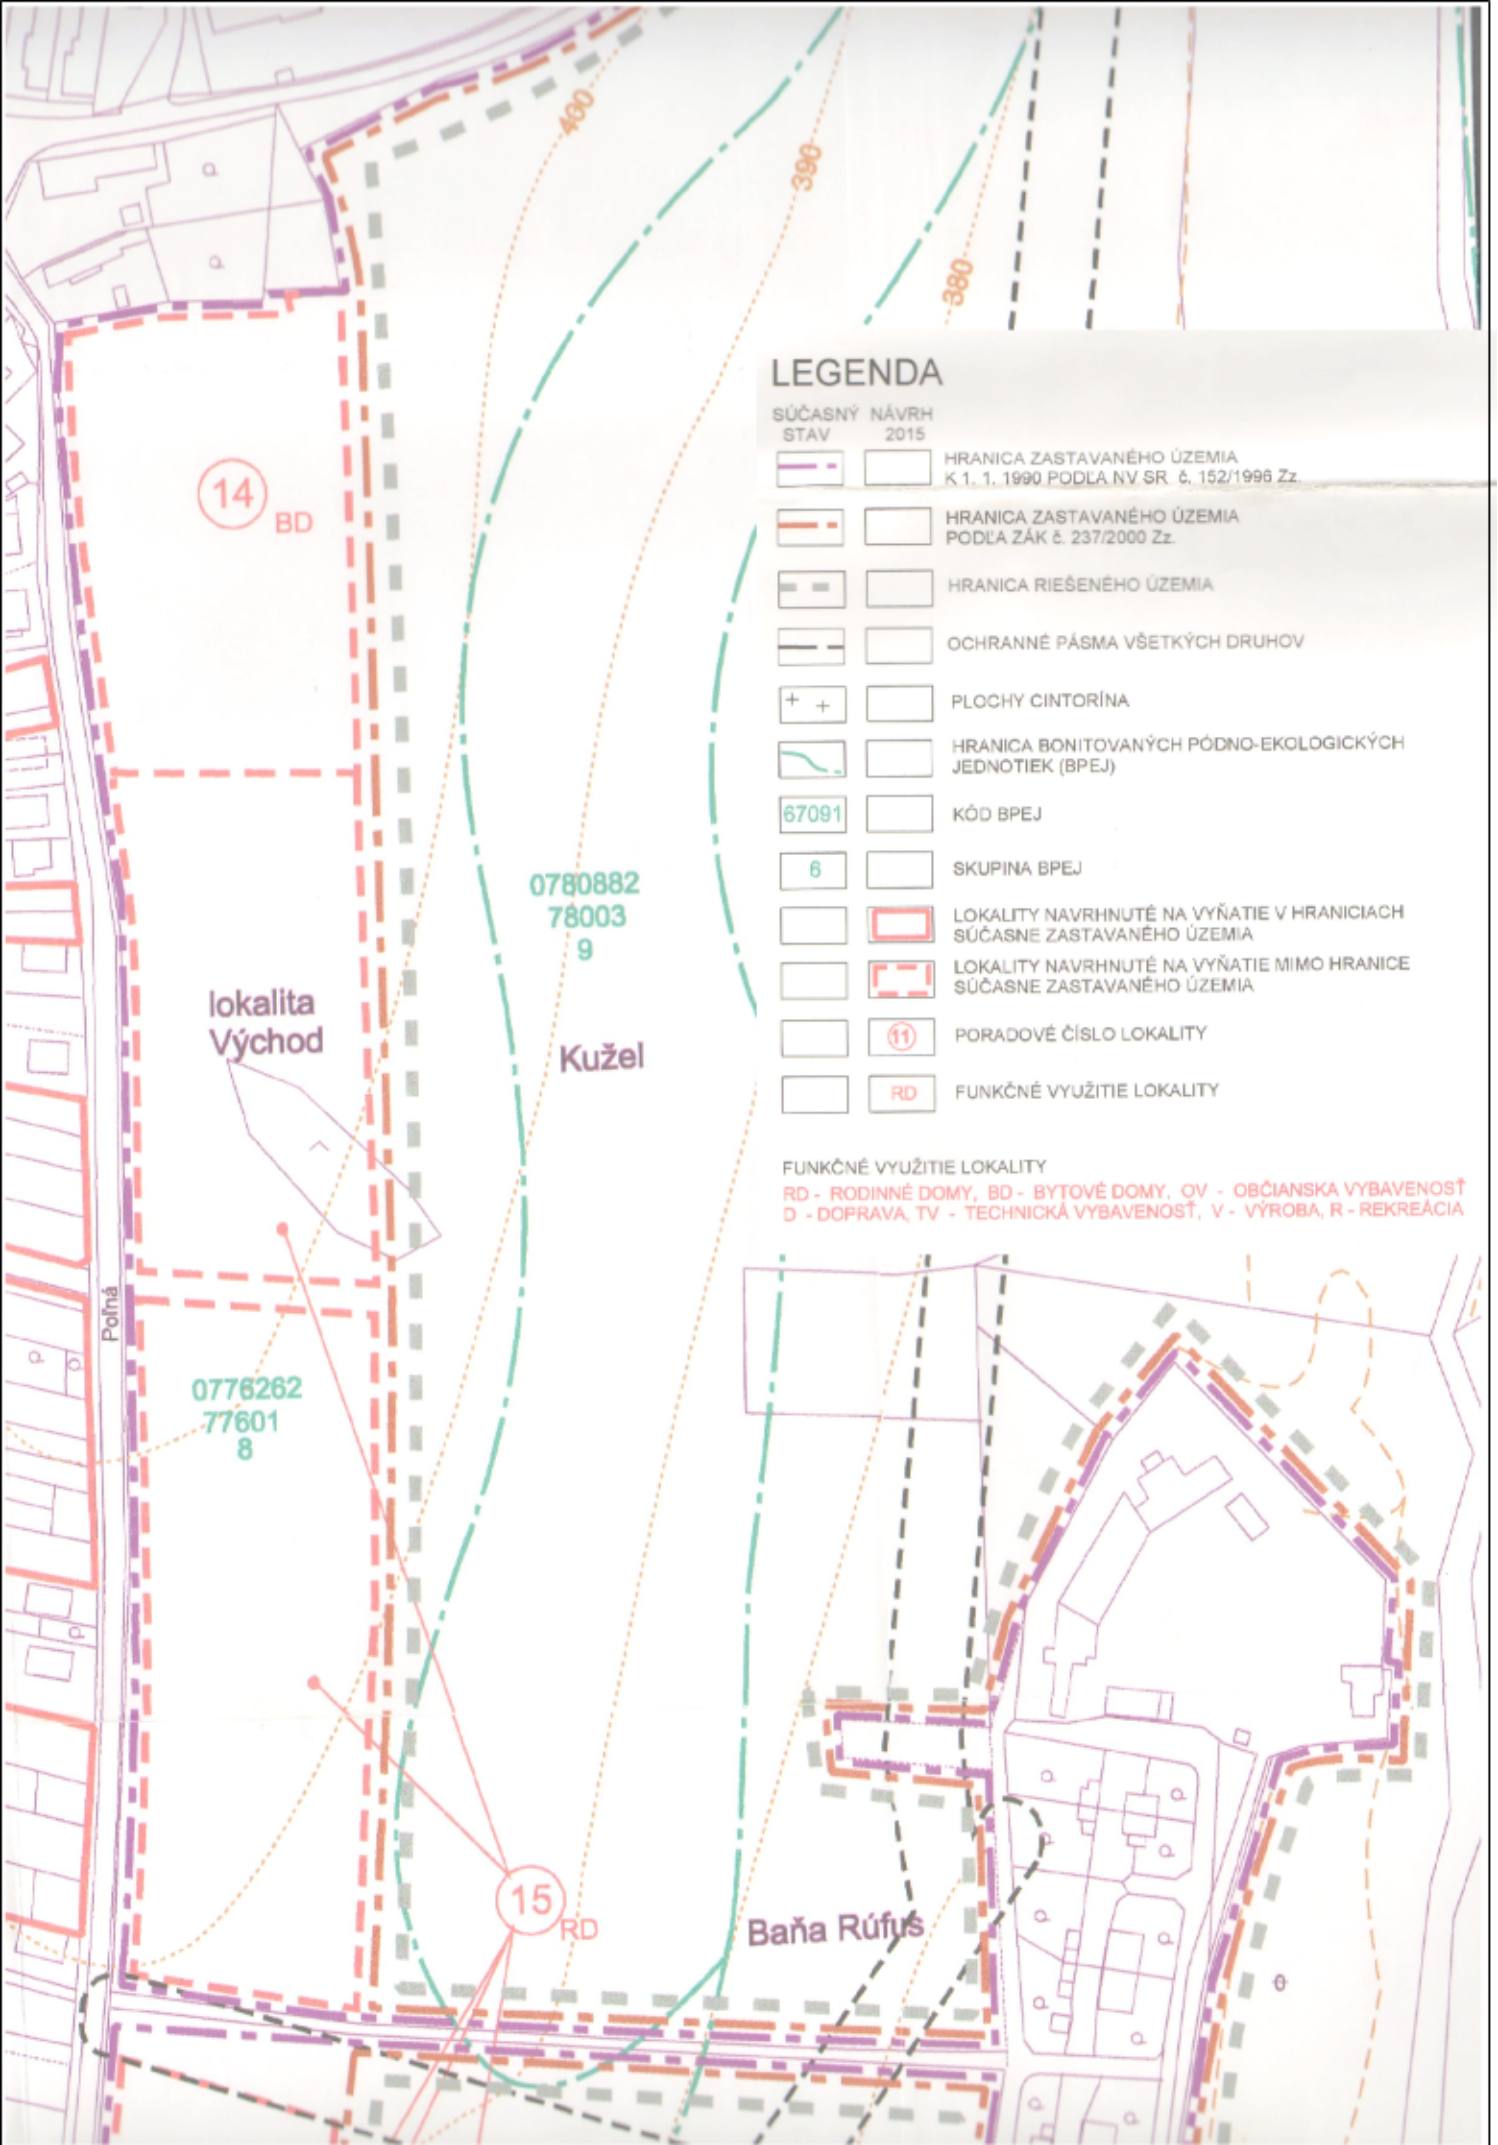 400
390
380
14
BD
0780882
78003
9
lokalita
Východ
Kužel
Poľná
0776262
77601
8
15
RD
Baňa Rúfus
LEGENDA
SÚČASNÝ NÁVRH
STAV 2015
HRANICA ZASTAVANÉHO ÚZEMIA
K 1. 1. 1990 PODĽA NV SR č. 152/1996 Zz.
HRANICA ZASTAVANÉHO ÚZEMIA
PODĽA ZÁK č. 237/2000 Zz.
HRANICA RIEŠENÉHO ÚZEMIA
OCHRANNÉ PÁSMA VŠETKÝCH DRUHOV
PLOCHY CINTORÍNA
HRANICA BONITOVANÝCH PÔDNO-EKOLOGICKÝCH
JEDNOTIEK (BPEJ)
67091 KÓD BPEJ
6 SKUPINA BPEJ
LOKALITY NAVRHNUTÉ NA VYŇATIE V HRANICIACH
SÚČASNE ZASTAVANÉHO ÚZEMIA
LOKALITY NAVRHNUTÉ NA VYŇATIE MIMO HRANICE
SÚČASNE ZASTAVANÉHO ÚZEMIA
11 PORADOVÉ ČÍSLO LOKALITY
RD FUNKČNÉ VYUŽITIE LOKALITY
FUNKČNÉ VYUŽITIE LOKALITY
RD - RODINNÉ DOMY, BD - BYTOVÉ DOMY, OV - OBČIANSKA VYBAVENOSŤ
D - DOPRAVA, TV - TECHNICKÁ VYBAVENOSŤ, V - VÝROBA, R - REKREÁCIA